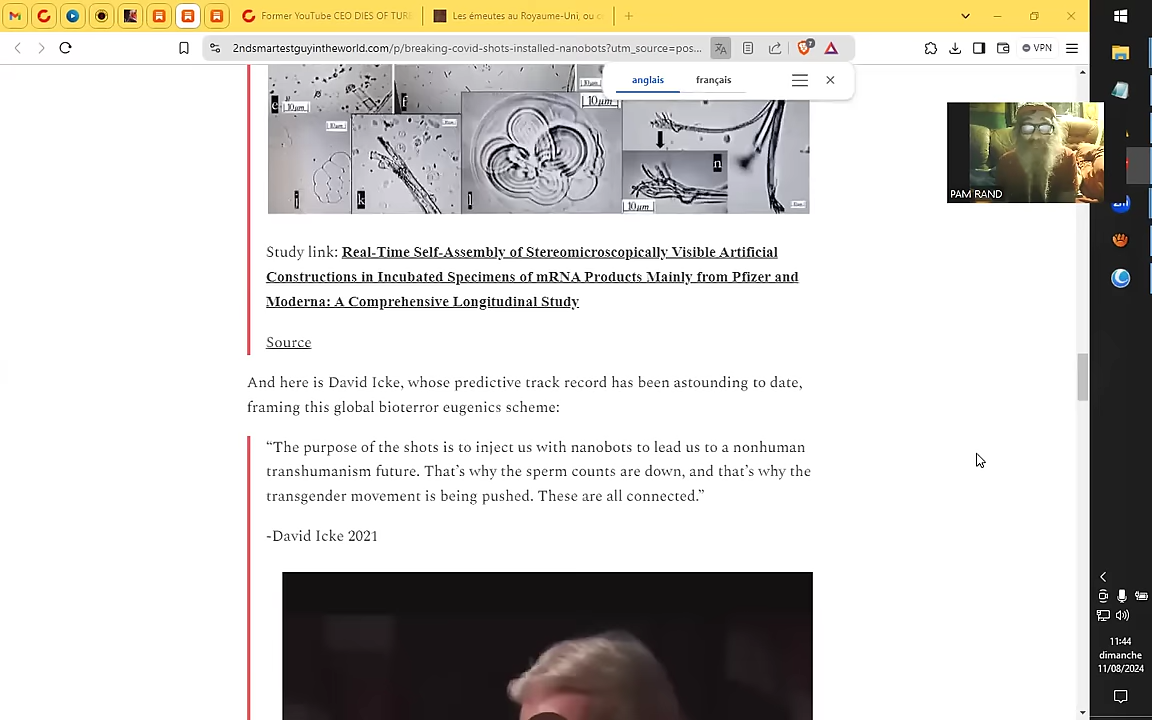 Former YouTube CEO DIES OF TUR
Les émeutes au Royaume-Uni, ou c
2ndsmartestguyintheworld.com/p/breaking-covid-shots-installed-nanobots?utm_source=pos...
VPN
anglais
français
10μm
f
10μm
j
k
l
n
10μm
PAM RAND
Study link: Real-Time Self-Assembly of Stereomicroscopically Visible Artificial
Constructions in Incubated Specimens of mRNA Products Mainly from Pfizer and
Moderna: A Comprehensive Longitudinal Study
Source
And here is David Icke, whose predictive track record has been astounding to date,
framing this global bioterror eugenics scheme:
“The purpose of the shots is to inject us with nanobots to lead us to a nonhuman
transhumanism future. That’s why the sperm counts are down, and that’s why the
transgender movement is being pushed. These are all connected.”
-David Icke 2021
11:44
dimanche
11/08/2024